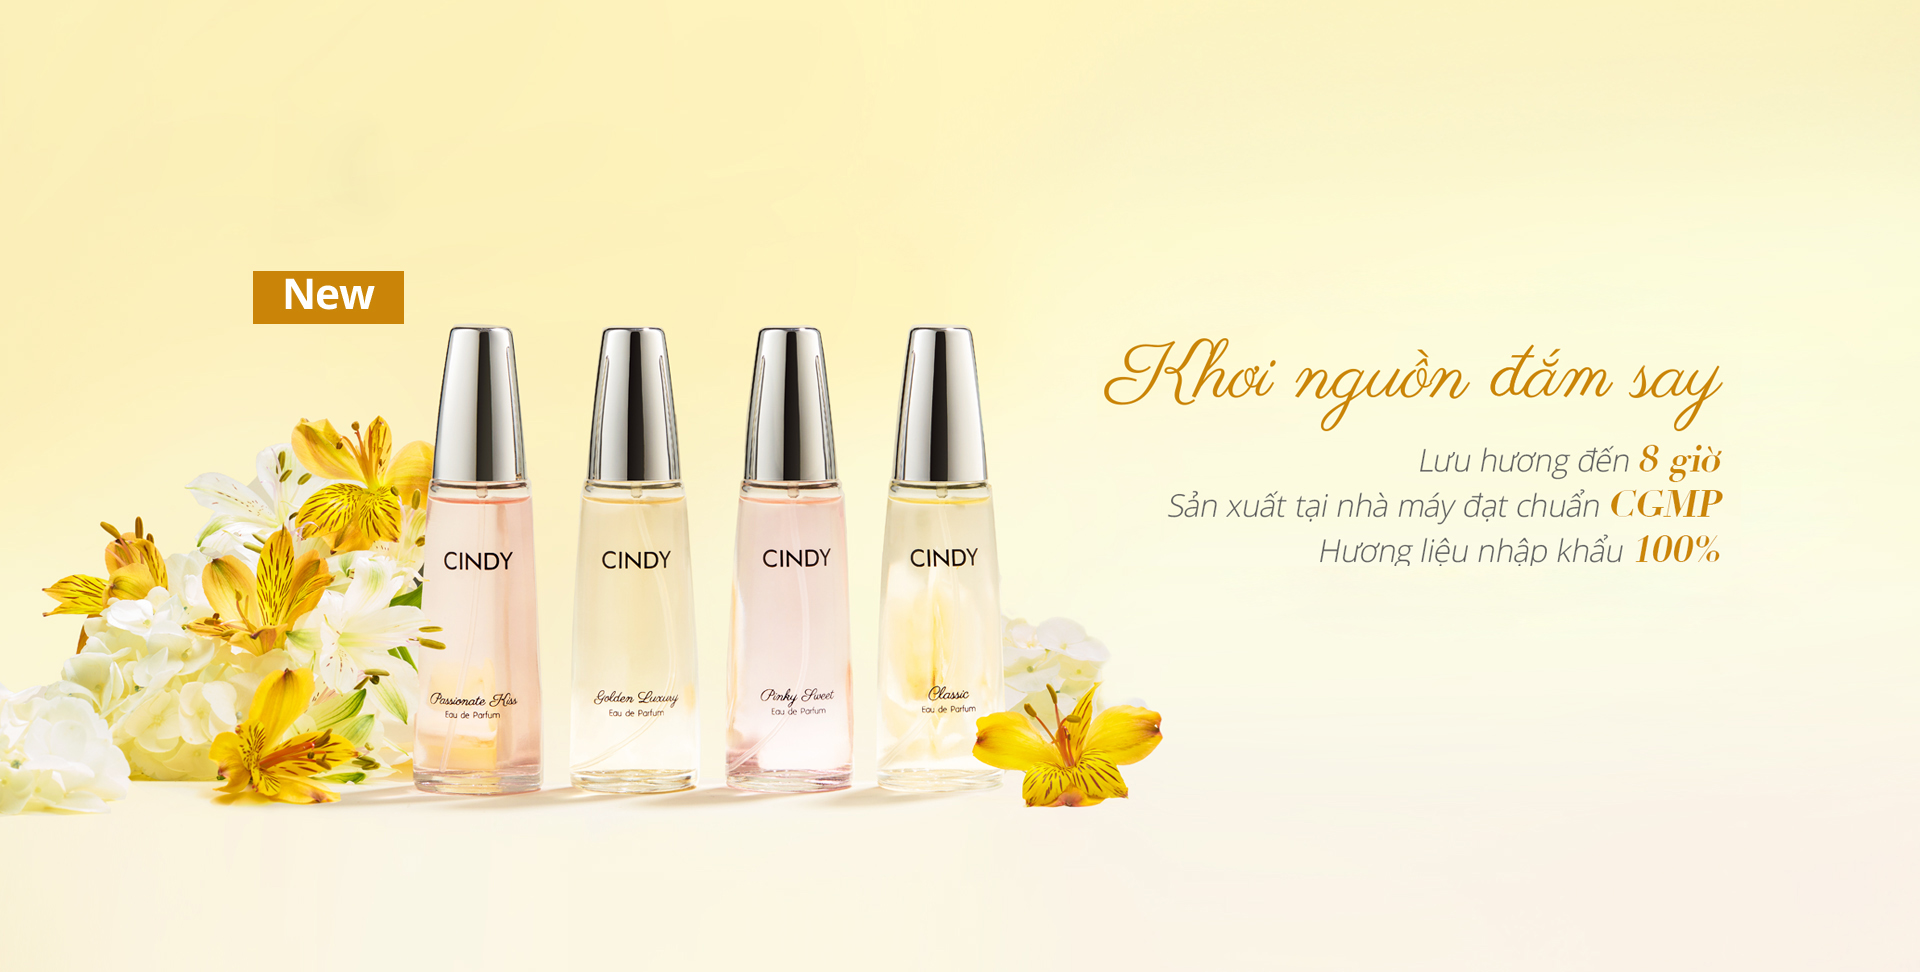 New
Khơi nguồn đắm say
Lưu hương đến 8 giờ
Sản xuất tại nhà máy đạt chuẩn CGMP
Hương liệu nhập khẩu 100%
CINDY
Passionate Kiss
Eau de Parfum
CINDY
Golden Luxury
Eau de Parfum
CINDY
Pinky Sweet
Eau de Parfum
CINDY
Classic
Eau de Parfum